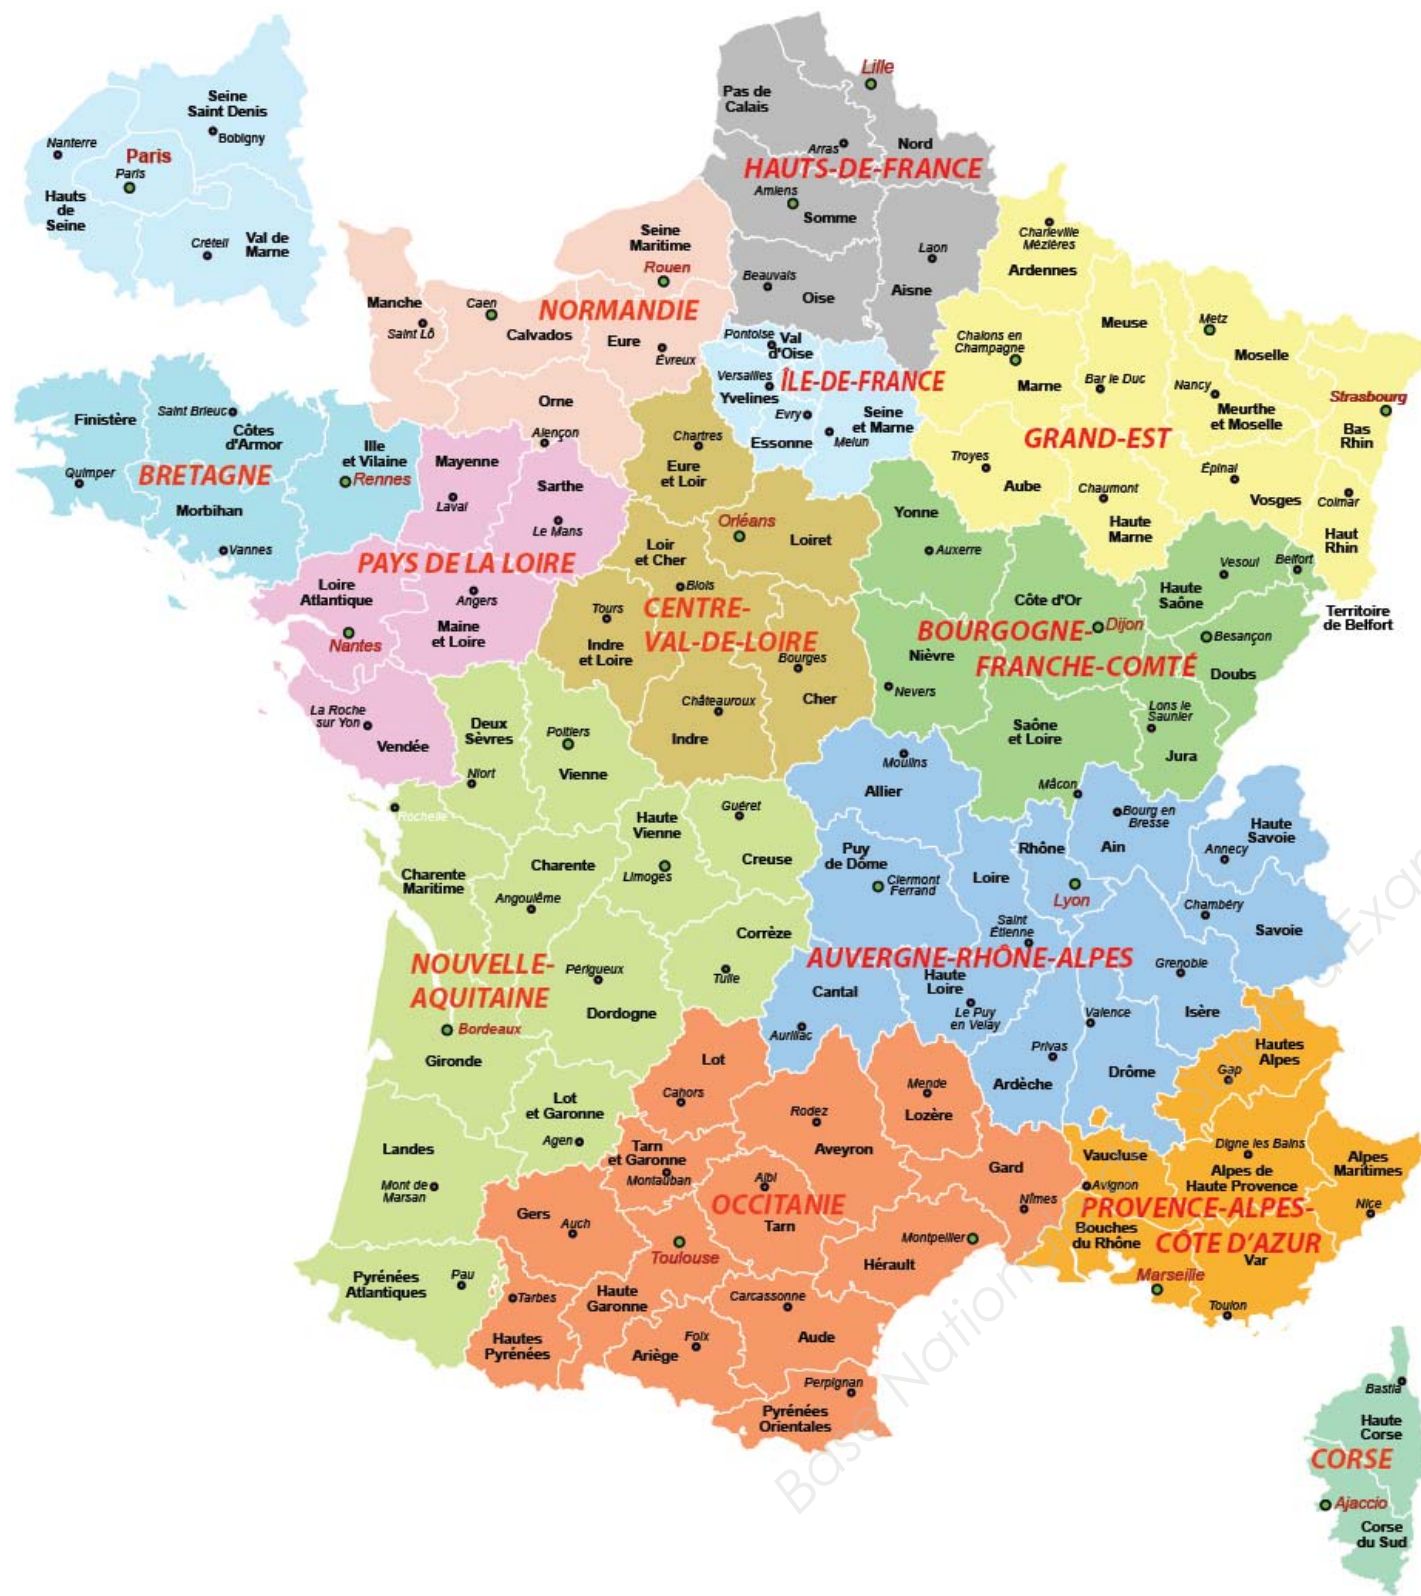 Seine
Saint Denis
Bobigny
Nanterre
Paris
Paris
Hauts
de
Seine
Créteil
Val de
Marne
Lille
Pas de
Calais
Nord
Arras
HAUTS-DE-FRANCE
Amiens
Somme
Laon
Beauvais
Oise
Aisne
Seine
Maritime
Rouen
Manche
Caen
NORMANDIE
Saint Lô
Calvados
Eure
Évreux
Orne
Alençon
Pontoise
Val
d'Oise
Versailles
ÎLE-DE-FRANCE
Yvelines
Evry
Seine
et Marne
Essonne
Melun
Charleville
Mézières
Ardennes
Meuse
Metz
Moselle
Chalons en
Champagne
Marne
Bar le Duc
Nancy
Meurthe
et Moselle
Strasbourg
Bas
Rhin
GRAND-EST
Troyes
Aube
Chaumont
Haute
Marne
Épinal
Vosges
Colmar
Haut
Rhin
Finistère
Saint Brieuc
Côtes
d'Armor
Ille
et Vilaine
Rennes
BRETAGNE
Quimper
Morbihan
Vannes
Mayenne
Laval
Sarthe
Le Mans
PAYS DE LA LOIRE
Loire
Atlantique
Nantes
Angers
Maine
et Loire
La Roche
sur Yon
Vendée
Chartres
Eure
et Loir
Orléans
Loiret
Loir
et Cher
Blois
Tours
CENTRE-
VAL-DE-LOIRE
Indre
et Loire
Bourges
Cher
Châteauroux
Indre
Yonne
Auxerre
Côte d'Or
Dijon
Haute
Saône
Vesoul
Belfort
Territoire
de Belfort
BOURGOGNE-
FRANCHE-COMTÉ
Besançon
Doubs
Nièvre
Nevers
Saône
et Loire
Lons le
Saunier
Jura
Mâcon
Deux
Sèvres
Poitiers
Vienne
Niort
Rochelle
Haute
Vienne
Limoges
Guéret
Creuse
Charente
Maritime
Charente
Angoulême
Corrèze
Tulle
NOUVELLE-
AQUITAINE
Périgueux
Dordogne
Bordeaux
Gironde
Lot
et Garonne
Agen
Landes
Mont de
Marsan
Pyrénées
Atlantiques
Pau
Moulins
Allier
Puy
de Dôme
Clermont
Ferrand
Loire
Rhône
Lyon
Bourg en
Bresse
Ain
Haute
Savoie
Annecy
Chambéry
Savoie
Saint
Étienne
AUVERGNE-RHÔNE-ALPES
Cantal
Aurillac
Haute
Loire
Le Puy
en Velay
Grenoble
Isère
Valence
Privas
Ardèche
Drôme
Lot
Cahors
Rodez
Aveyron
Mende
Lozère
Tarn
et Garonne
Montauban
Albi
OCCITANIE
Tarn
Gard
Nîmes
Gers
Auch
Toulouse
Montpellier
Hérault
Tarbes
Haute
Garonne
Hautes
Pyrénées
Carcassonne
Aude
Foix
Ariège
Perpignan
Pyrénées
Orientales
Hautes
Alpes
Gap
Vaucluse
Avignon
Digne les Bains
Alpes de
Haute Provence
Alpes
Maritimes
Nice
PROVENCE-ALPES-
CÔTE D'AZUR
Bouches
du Rhône
Marseille
Var
Toulon
Bastia
Haute
Corse
CORSE
Ajaccio
Corse
du Sud